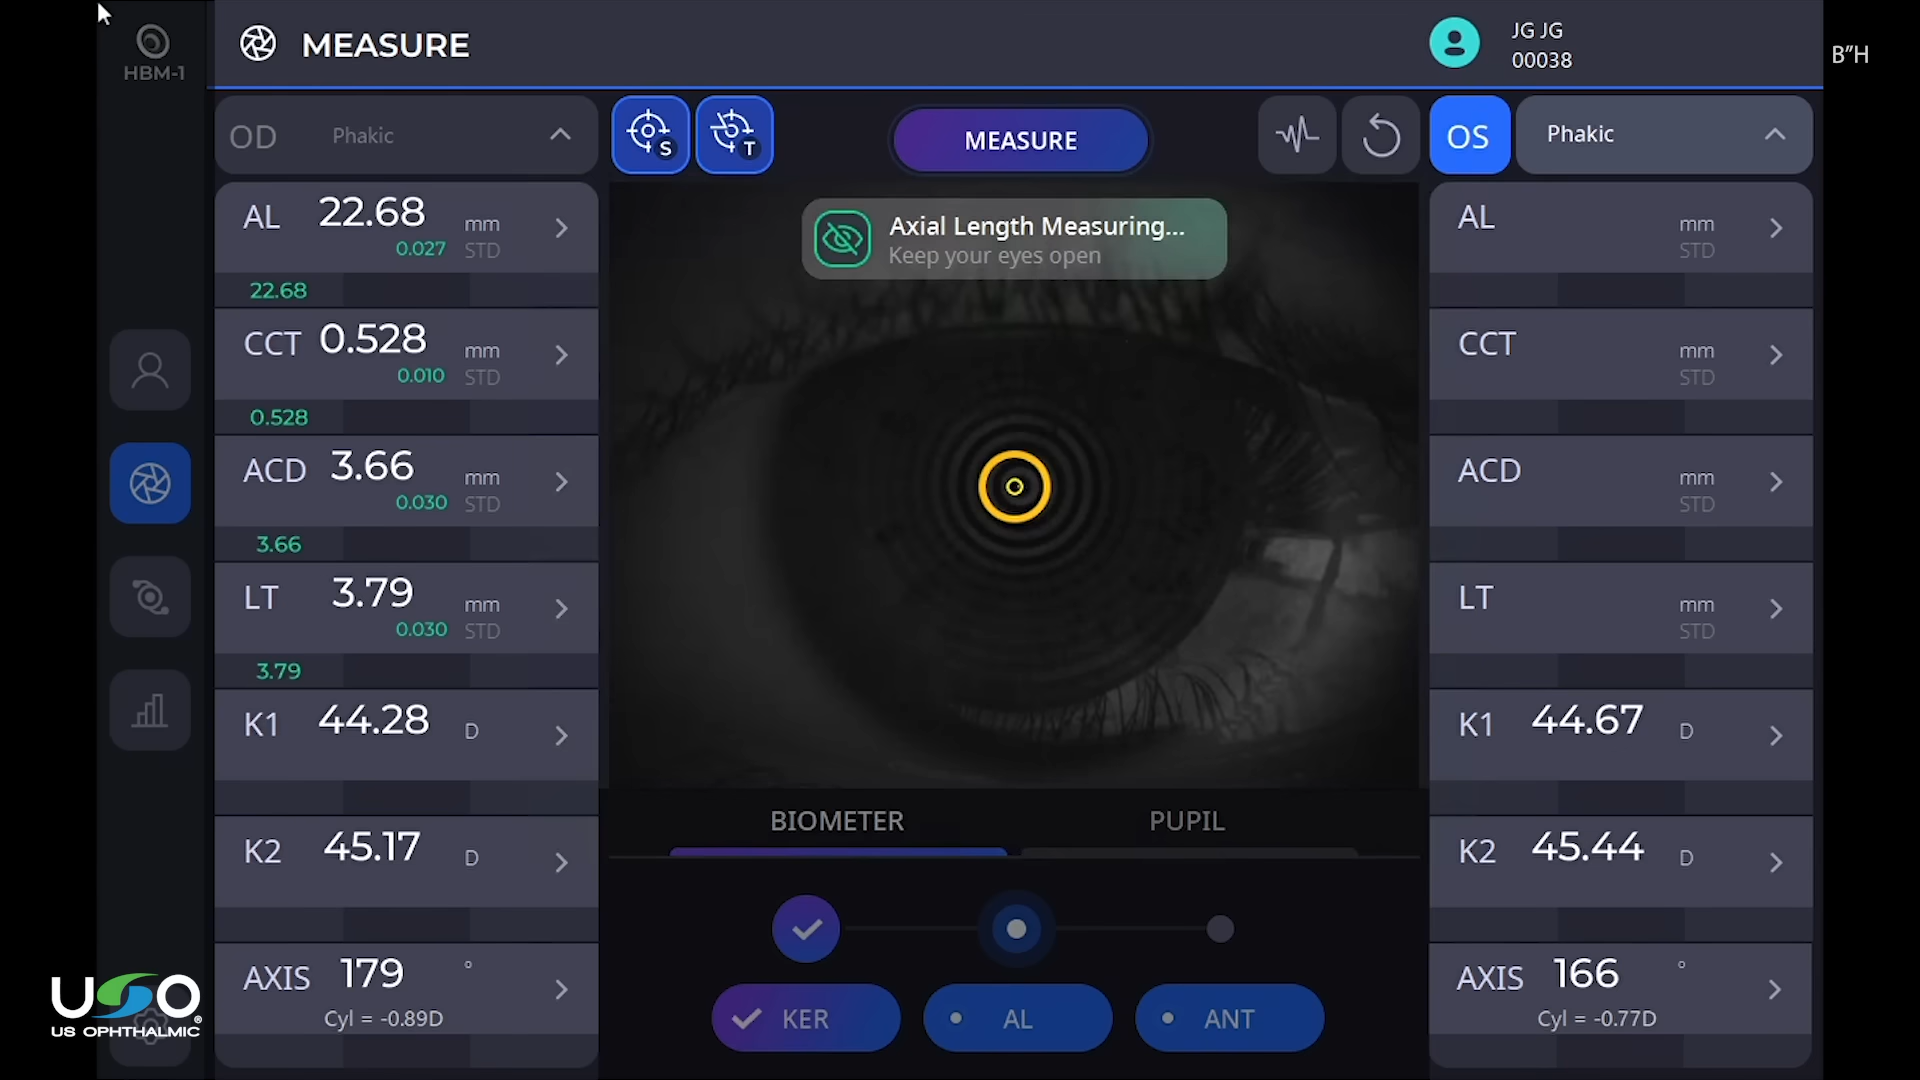 HBM-1
MEASURE
JG JG
00038
B"H
OD Phakic
S
T
MEASURE
OS Phakic
AL 22.68 mm
0.027 STD
22.68
CCT 0.528 mm
0.010 STD
0.528
ACD 3.66 mm
0.030 STD
3.66
LT 3.79 mm
0.030 STD
3.79
K1 44.28 D
K2 45.17 D
AXIS 179 °
Cyl = -0.89D
Axial Length Measuring...
Keep your eyes open
BIOMETER PUPIL
KER AL ANT
AL mm
STD
CCT mm
STD
ACD mm
STD
LT mm
STD
K1 44.67 D
K2 45.44 D
AXIS 166 °
Cyl = -0.77D
USO®
US OPHTHALMIC